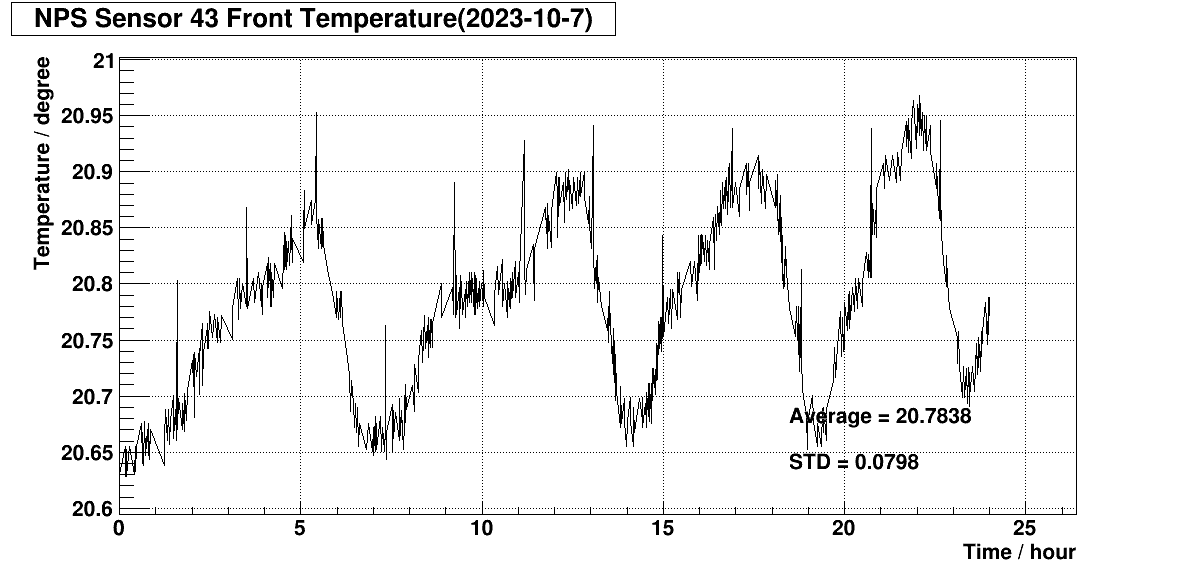 NPS Sensor 43 Front Temperature(2023-10-7)
Temperature / degree
21
20.95
20.9
20.85
20.8
20.75
20.7
20.65
20.6
Average = 20.7838
STD = 0.0798
0 5 10 15 20 25
Time / hour